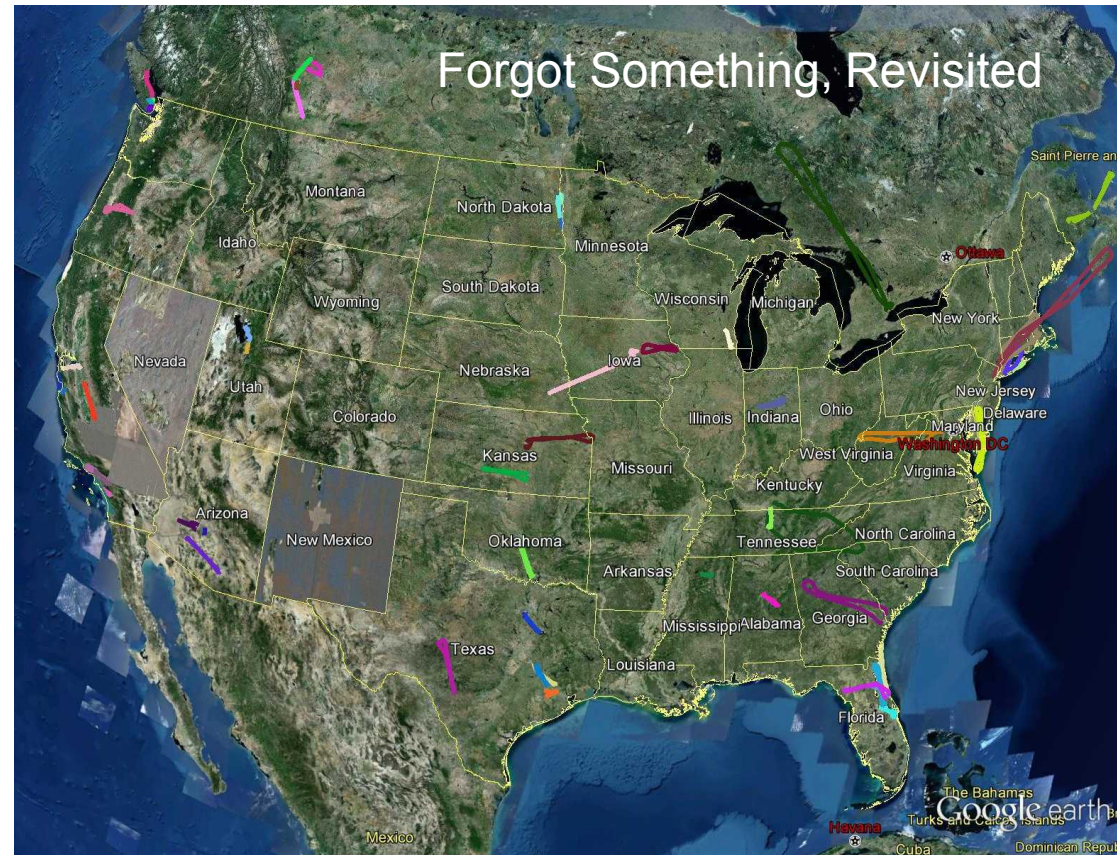 Forgot Something, Revisited
Saint Pierre an
Montana
North Dakota
Minnesota
Idaho
Ottawa
South Dakota
Wyoming
Wisconsin
Michigan
New York
Nevada
Iowa
Nebraska
Utah
New Jersey
Colorado
Illinois
Indiana
Ohio
Delaware
Maryland
Washington DC
Kansas
West Virginia
Missouri
Virginia
Kentucky
Arizona
New Mexico
Oklahoma
Tennessee
North Carolina
Arkansas
South Carolina
Mississippi
Alabama
Georgia
Texas
Louisiana
Florida
The Bahamas
Google earth
Turks and Caicos Islands
Havana
Mexico
Cuba
Dominican Repu